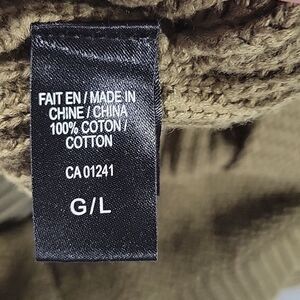 FAIT EN / MADE IN
CHINE / CHINA
100% COTON /
COTTON
CA 01241
G / L